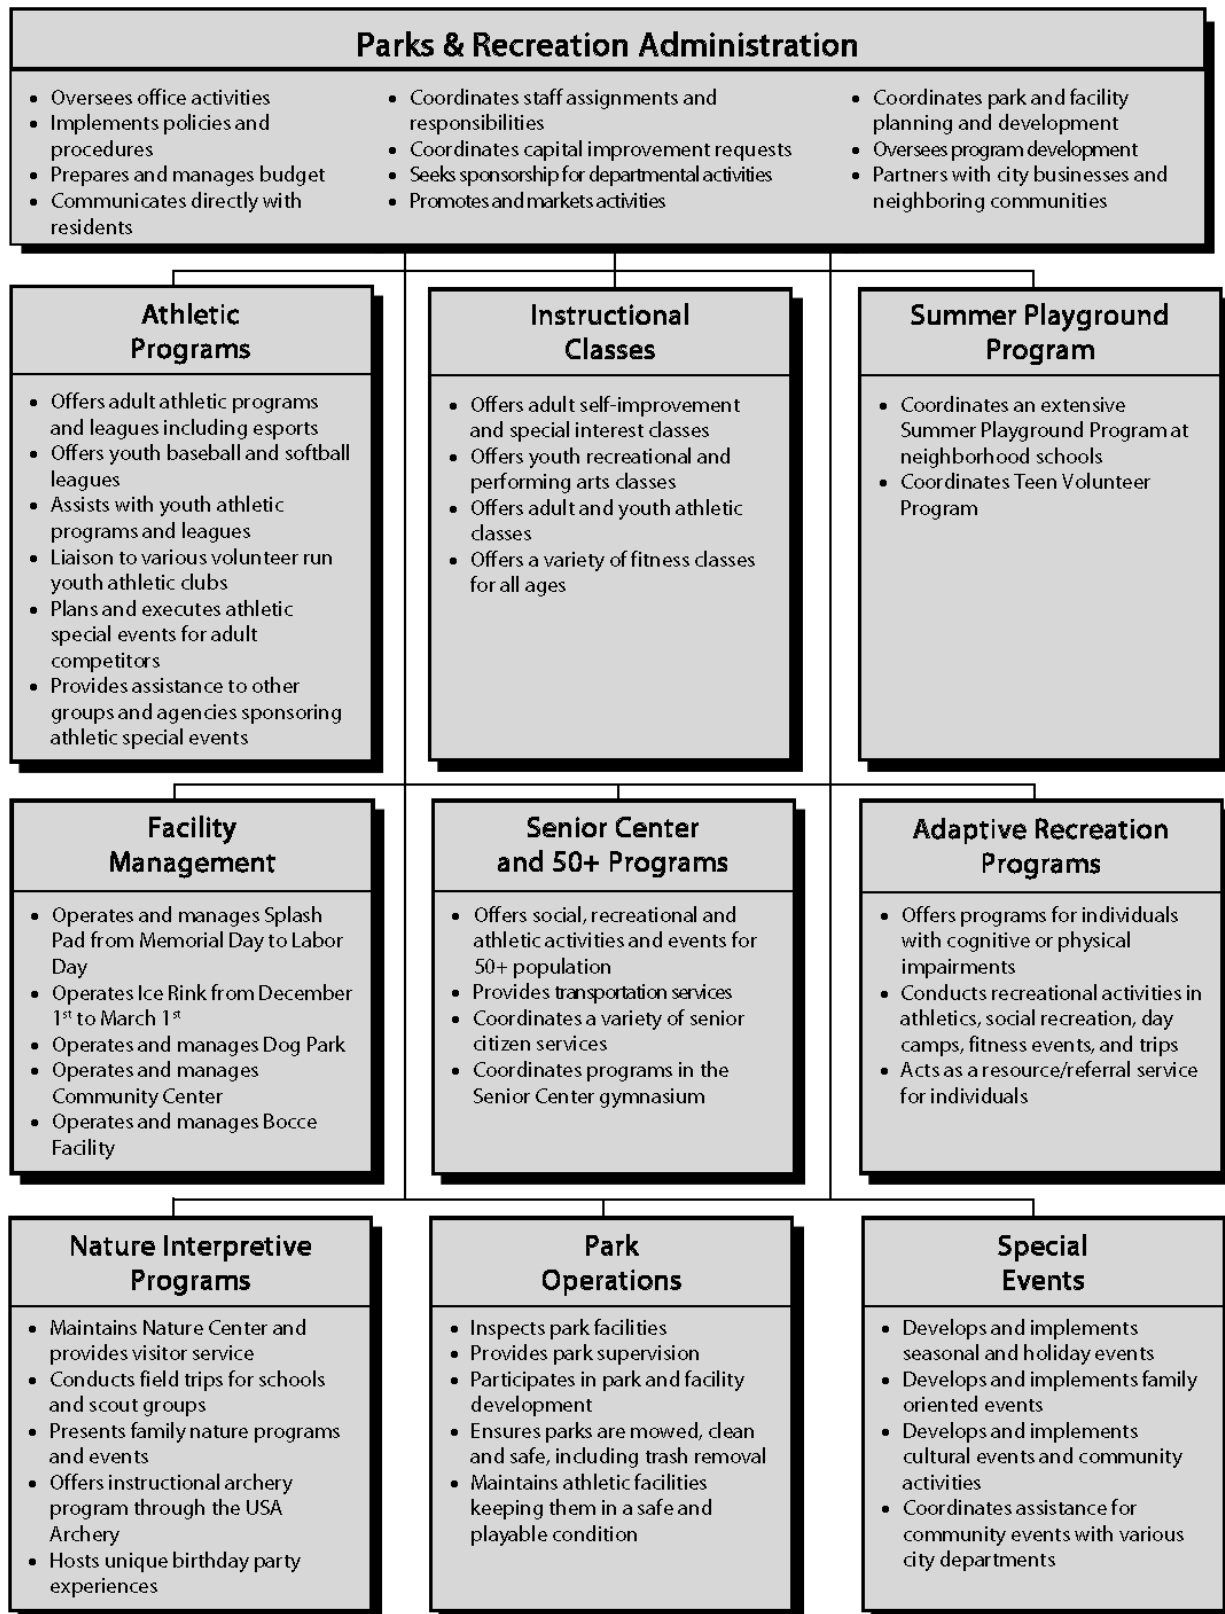 Parks & Recreation Administration
• Oversees office activities
• Implements policies and
procedures
• Prepares and manages budget
• Communicates directly with
residents
• Coordinates staff assignments and
responsibilities
• Coordinates capital improvement requests
• Seeks sponsorship for departmental activities
• Promotes and markets activities
• Coordinates park and facility
planning and development
• Oversees program development
• Partners with city businesses and
neighboring communities
Athletic
Programs
• Offers adult athletic programs
and leagues including esports
• Offers youth baseball and softball
leagues
• Assists with youth athletic
programs and leagues
• Liaison to various volunteer run
youth athletic clubs
• Plans and executes athletic
special events for adult
competitors
• Provides assistance to other
groups and agencies sponsoring
athletic special events
Instructional
Classes
• Offers adult self-improvement
and special interest classes
• Offers youth recreational and
performing arts classes
• Offers adult and youth athletic
classes
• Offers a variety of fitness classes
for all ages
Summer Playground
Program
• Coordinates an extensive
Summer Playground Program at
neighborhood schools
• Coordinates Teen Volunteer
Program
Facility
Management
• Operates and manages Splash
Pad from Memorial Day to Labor
Day
• Operates Ice Rink from December
1st to March 1st
• Operates and manages Dog Park
• Operates and manages
Community Center
• Operates and manages Bocce
Facility
Senior Center
and 50+ Programs
• Offers social, recreational and
athletic activities and events for
50+ population
• Provides transportation services
• Coordinates a variety of senior
citizen services
• Coordinates programs in the
Senior Center gymnasium
Adaptive Recreation
Programs
• Offers programs for individuals
with cognitive or physical
impairments
• Conducts recreational activities in
athletics, social recreation, day
camps, fitness events, and trips
• Acts as a resource/referral service
for individuals
Nature Interpretive
Programs
• Maintains Nature Center and
provides visitor service
• Conducts field trips for schools
and scout groups
• Presents family nature programs
and events
• Offers instructional archery
program through the USA
Archery
• Hosts unique birthday party
experiences
Park
Operations
• Inspects park facilities
• Provides park supervision
• Participates in park and facility
development
• Ensures parks are mowed, clean
and safe, including trash removal
• Maintains athletic facilities
keeping them in a safe and
playable condition
Special
Events
• Develops and implements
seasonal and holiday events
• Develops and implements family
oriented events
• Develops and implements
cultural events and community
activities
• Coordinates assistance for
community events with various
city departments